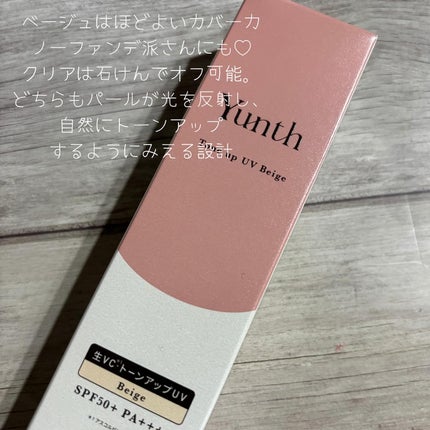 ベージュはほどよいカバー力
ノーファンデ派さんにも♡
クリアは石けんでオフ可能。
どちらもパールが光を反射し、
自然にトーンアップ
するようにみえる設計
Yunth
Tone up UV Beige
生VC*¹トーンアップUV
Beige
SPF50+ PA+++